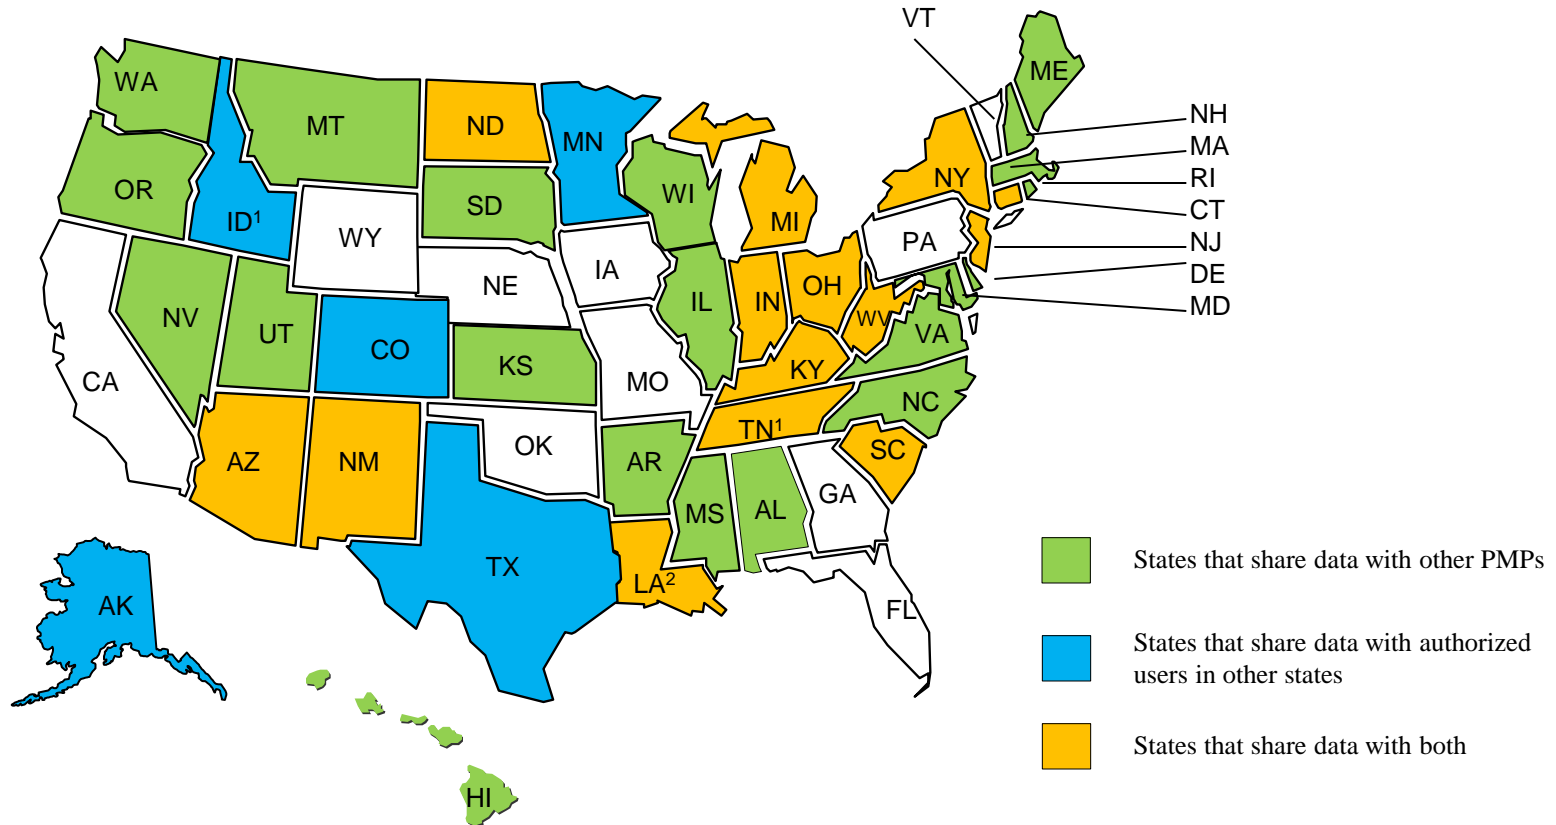 VT
ME
WA
MT
ND
MN
NH
MA
RI
CT
NJ
DE
MD
OR
ID¹
WY
SD
WI
MI
NY
PA
NV
UT
CO
NE
IA
IL
IN
OH
WV
VA
CA
KS
MO
KY
NC
AZ
NM
OK
AR
TN¹
SC
MS
AL
GA
TX
LA²
FL
AK
HI
States that share data with other PMPs
States that share data with authorized
users in other states
States that share data with both